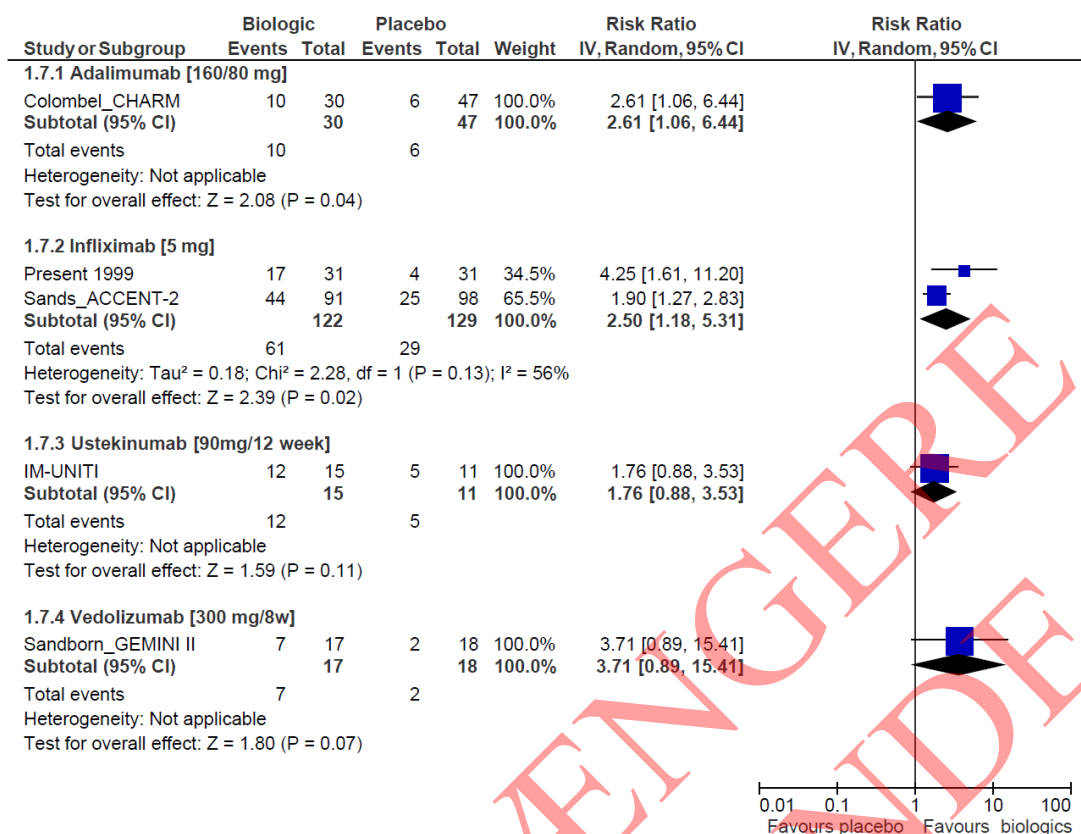 Biologic Placebo Risk Ratio Risk Ratio
Study or Subgroup Events Total Events Total Weight IV, Random, 95% CI IV, Random, 95% CI
1.7.1 Adalimumab [160/80 mg]
Colombel_CHARM 10 30 6 47 100.0% 2.61 [1.06, 6.44]
Subtotal (95% CI) 30 47 100.0% 2.61 [1.06, 6.44]
Total events 10 6
Heterogeneity: Not applicable
Test for overall effect: Z = 2.08 (P = 0.04)
1.7.2 Infliximab [5 mg]
Present 1999 17 31 4 31 34.5% 4.25 [1.61, 11.20]
Sands_ACCENT-2 44 91 25 98 65.5% 1.90 [1.27, 2.83]
Subtotal (95% CI) 122 129 100.0% 2.50 [1.18, 5.31]
Total events 61 29
Heterogeneity: Tau² = 0.18; Chi² = 2.28, df = 1 (P = 0.13); I² = 56%
Test for overall effect: Z = 2.39 (P = 0.02)
1.7.3 Ustekinumab [90mg/12 week]
IM-UNITI 12 15 5 11 100.0% 1.76 [0.88, 3.53]
Subtotal (95% CI) 15 11 100.0% 1.76 [0.88, 3.53]
Total events 12 5
Heterogeneity: Not applicable
Test for overall effect: Z = 1.59 (P = 0.11)
1.7.4 Vedolizumab [300 mg/8w]
Sandborn_GEMINI II 7 17 2 18 100.0% 3.71 [0.89, 15.41]
Subtotal (95% CI) 17 18 100.0% 3.71 [0.89, 15.41]
Total events 7 2
Heterogeneity: Not applicable
Test for overall effect: Z = 1.80 (P = 0.07)
0.01 0.1 1 10 100
Favours placebo Favours biologics